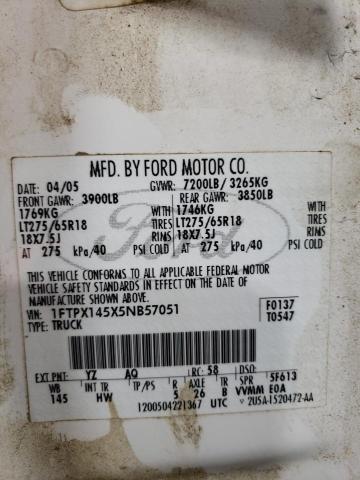 MFD. BY FORD MOTOR CO.
DATE: 04/05 GVWR: 7200LB/ 3265KG
FRONT GAWR: 3900LB REAR GAWR: 3850LB
1769KG WITH 1746KG WITH
LT275/65R18 TIRES LT275/65R18 TIRES
18X7.5J RIMS 18X7.5J RIMS
AT 275 kPa/40 PSI COLD AT 275 kPa/40 PSI COLD
THIS VEHICLE CONFORMS TO ALL APPLICABLE FEDERAL MOTOR
VEHICLE SAFETY STANDARDS IN EFFECT ON THE DATE OF
MANUFACTURE SHOWN ABOVE.
VIN: 1FTPX145X5NB57051 F0137
TYPE: TRUCK T0547
EXT PNT: YZ AQ RC: 58 DSO:
WB INT TR TP/PS R AXLE TR SPR 5F613
145 HW 5 26 B VVMM E0A
1200504221367 UTC 2U5A-1520472-AA
Ford